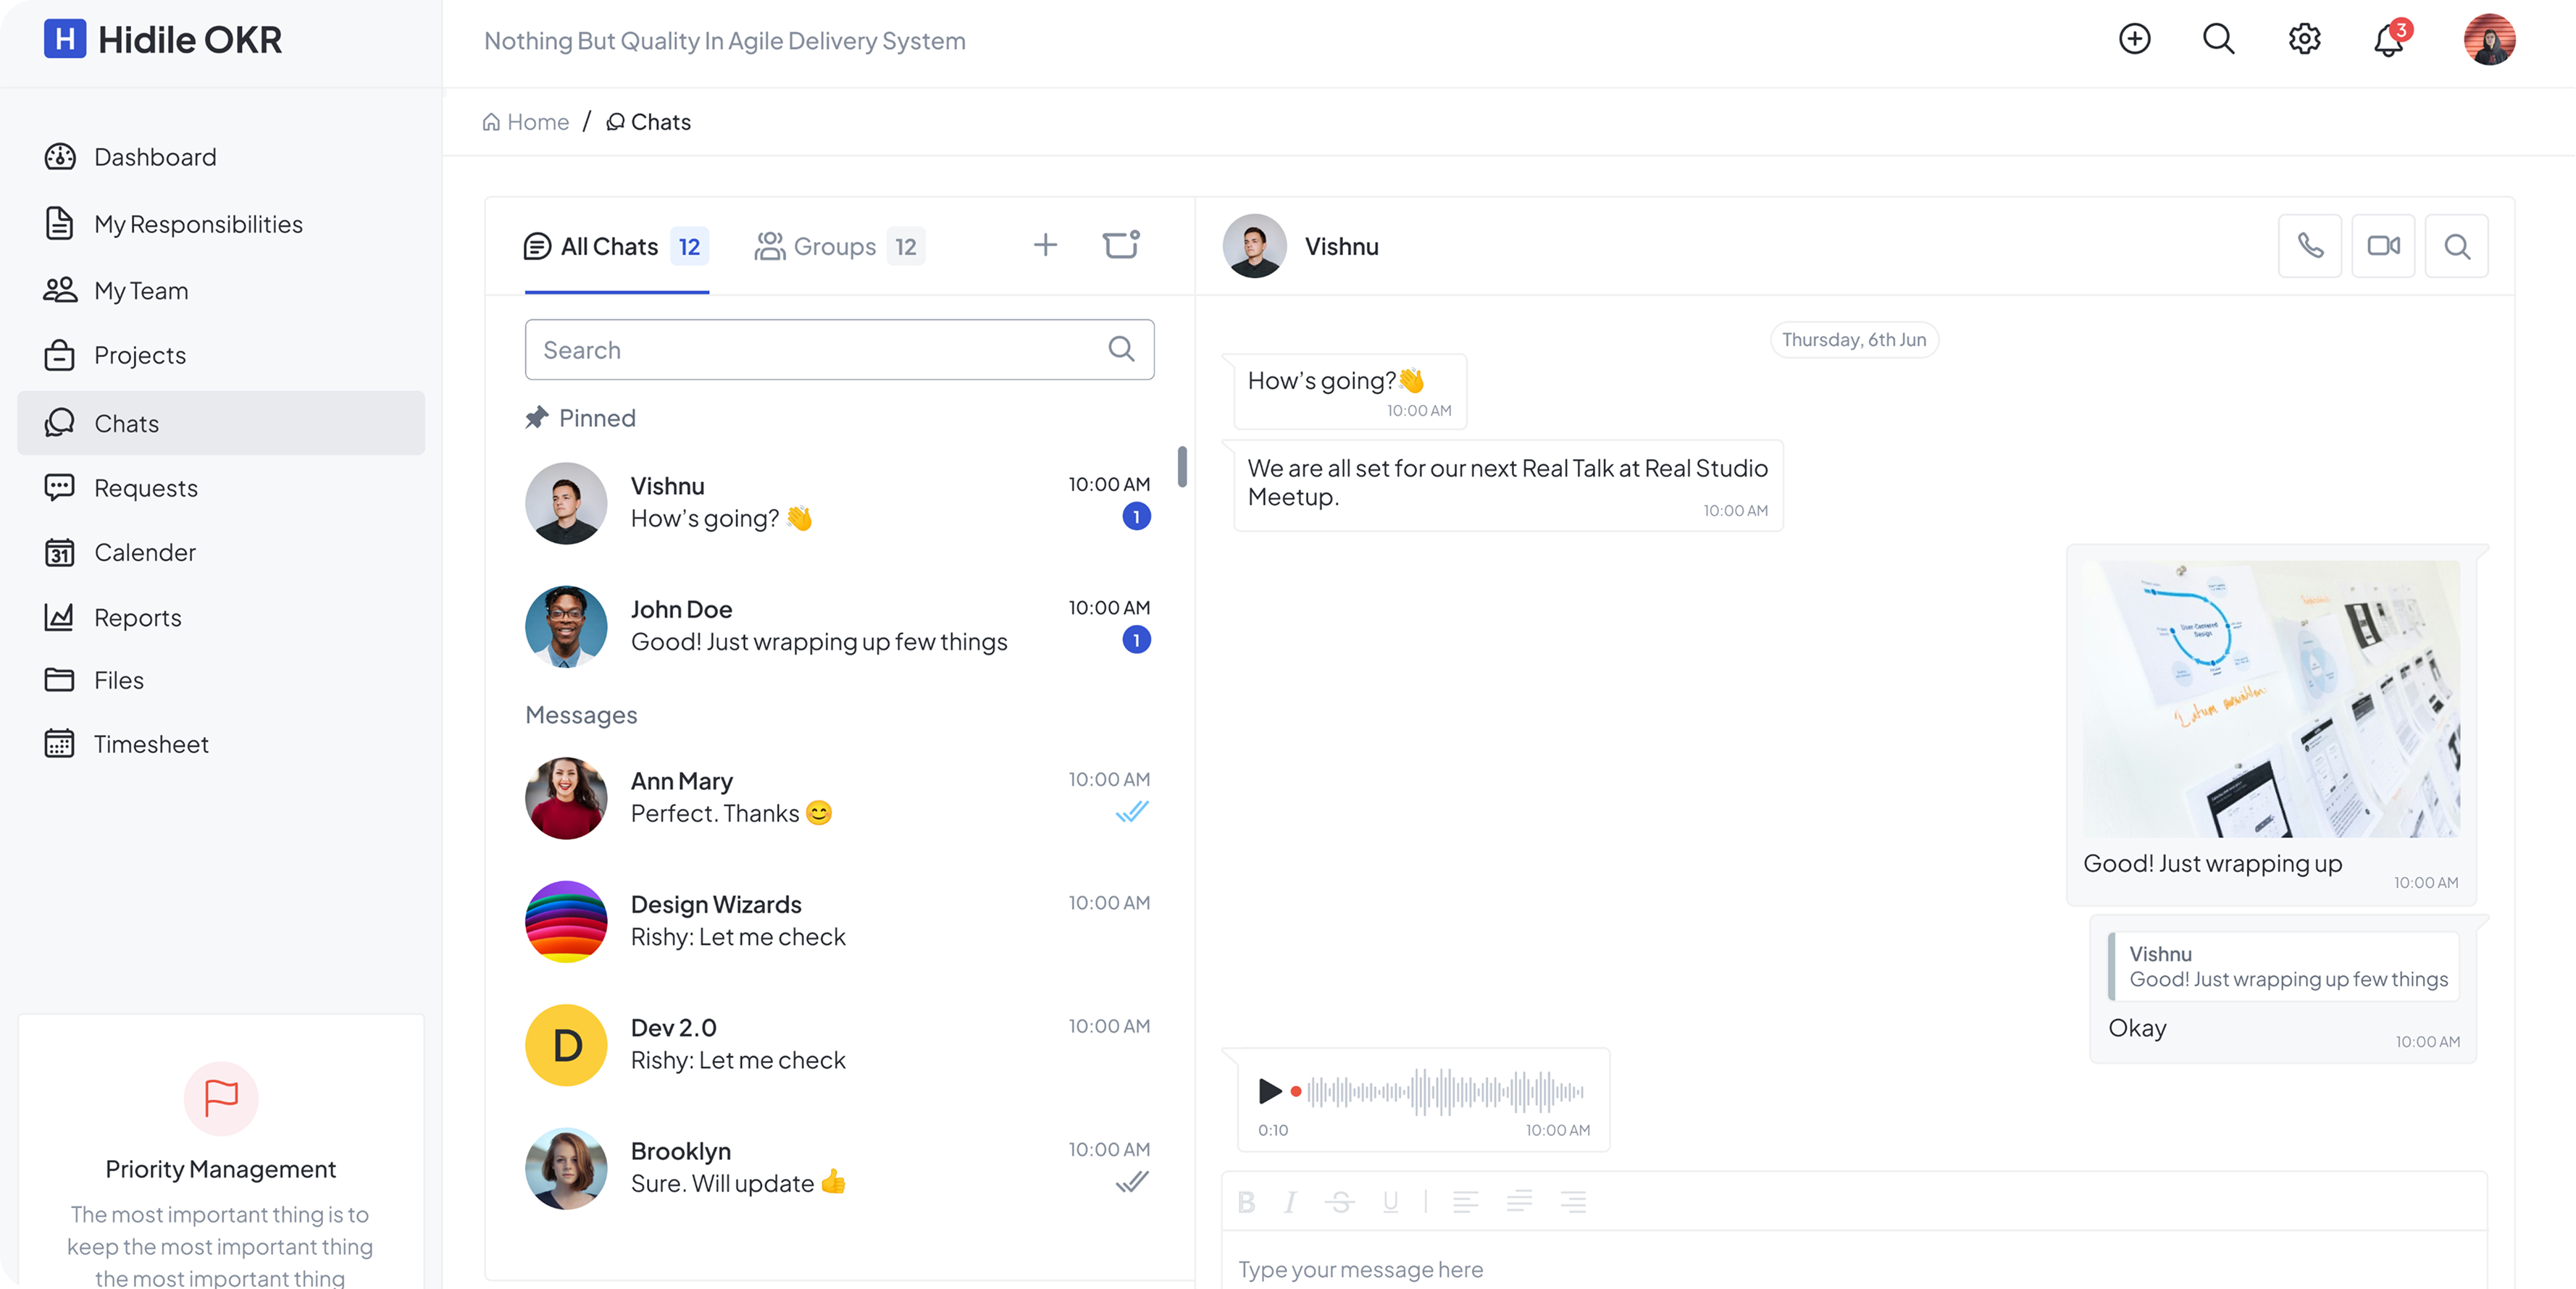 H Hidile OKR
Nothing But Quality In Agile Delivery System
3
Home / Chats
Dashboard
My Responsibilities
My Team
Projects
Chats
Requests
31 Calender
Reports
Files
Timesheet
Priority Management
The most important thing is to
keep the most important thing
the most important thing
All Chats 12
Groups 12
Search
Pinned
Vishnu
10:00 AM
How’s going? 👋
1
John Doe
10:00 AM
Good! Just wrapping up few things
1
Messages
Ann Mary
10:00 AM
Perfect. Thanks 😊
Design Wizards
10:00 AM
Rishy: Let me check
D
Dev 2.0
10:00 AM
Rishy: Let me check
Brooklyn
10:00 AM
Sure. Will update 👍
Vishnu
Thursday, 6th Jun
How’s going?👋
10:00 AM
We are all set for our next Real Talk at Real Studio
Meetup.
10:00 AM
User Centered
Design
Good! Just wrapping up
10:00 AM
Vishnu
Good! Just wrapping up few things
Okay
10:00 AM
0:10
10:00 AM
B I S U
Type your message here